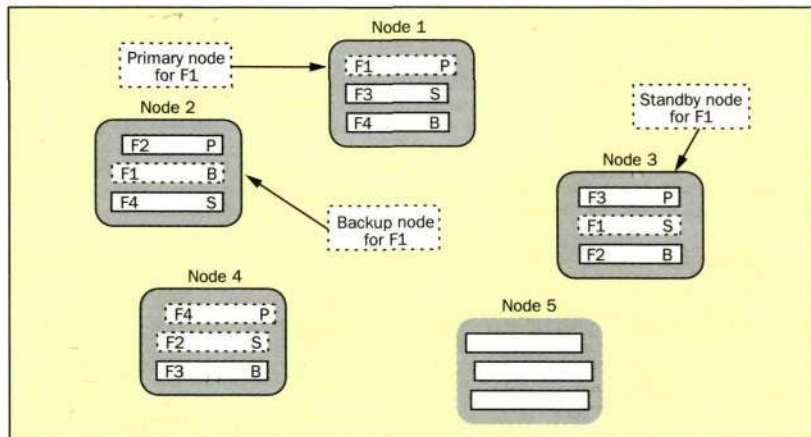 Node 1
Primary node
for F1
F1 P
F3 S
F4 B
Node 2
F2 P
F1 B
F4 S
Standby node
for F1
Node 3
F3 P
F1 S
F2 B
Backup node
for F1
Node 4
F4 P
F2 S
F3 B
Node 5